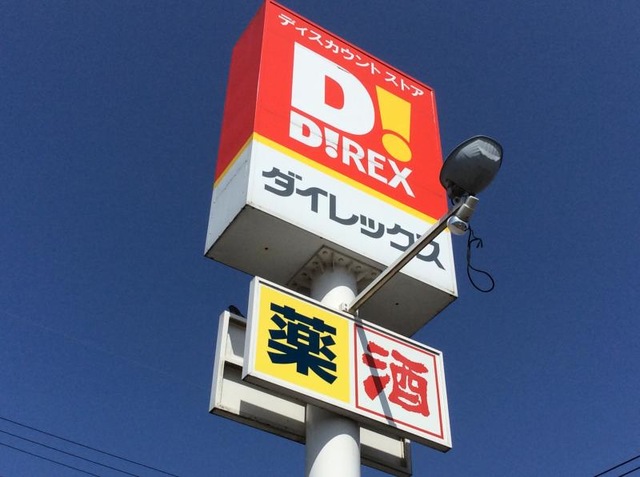 ディスカウント ストア
D!
D!REX
ダイレックス
薬 酒